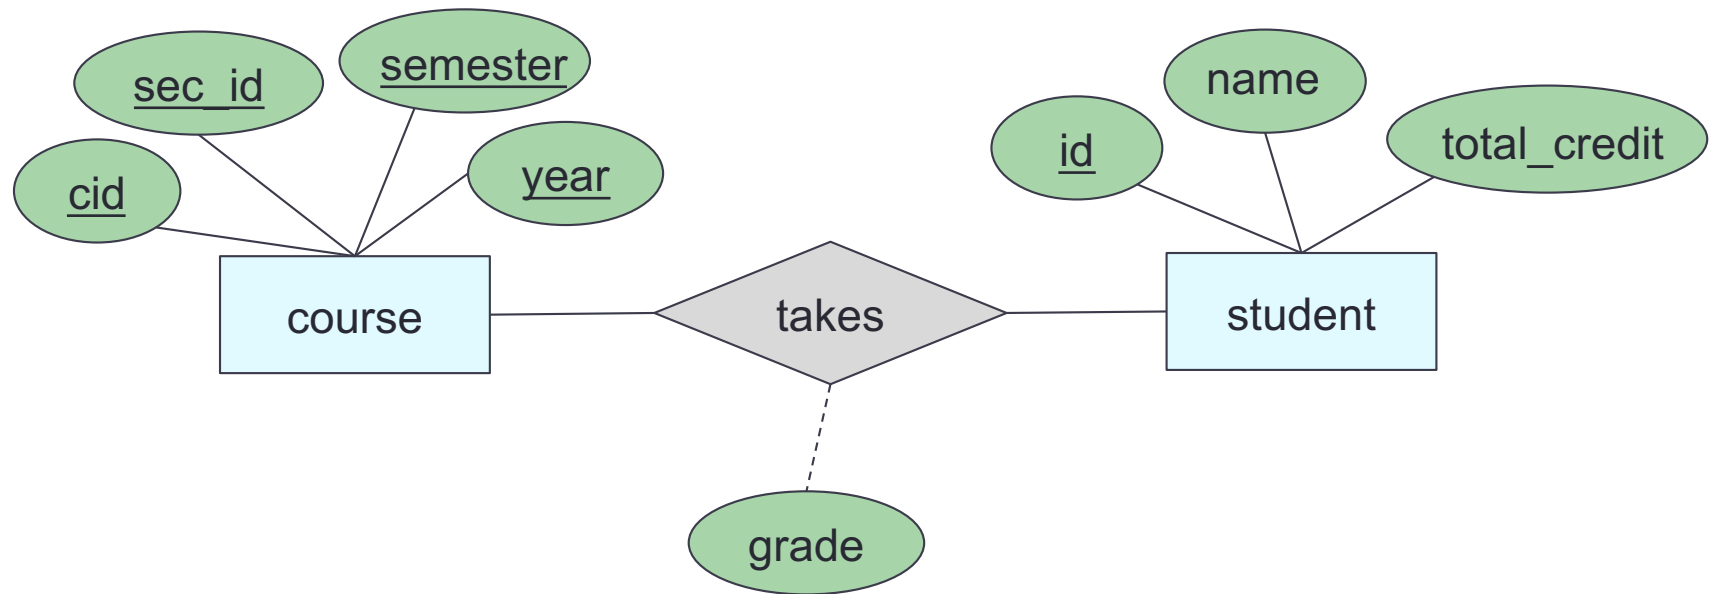 sec_id
semester
cid
year
id
name
total_credit
course
takes
student
grade